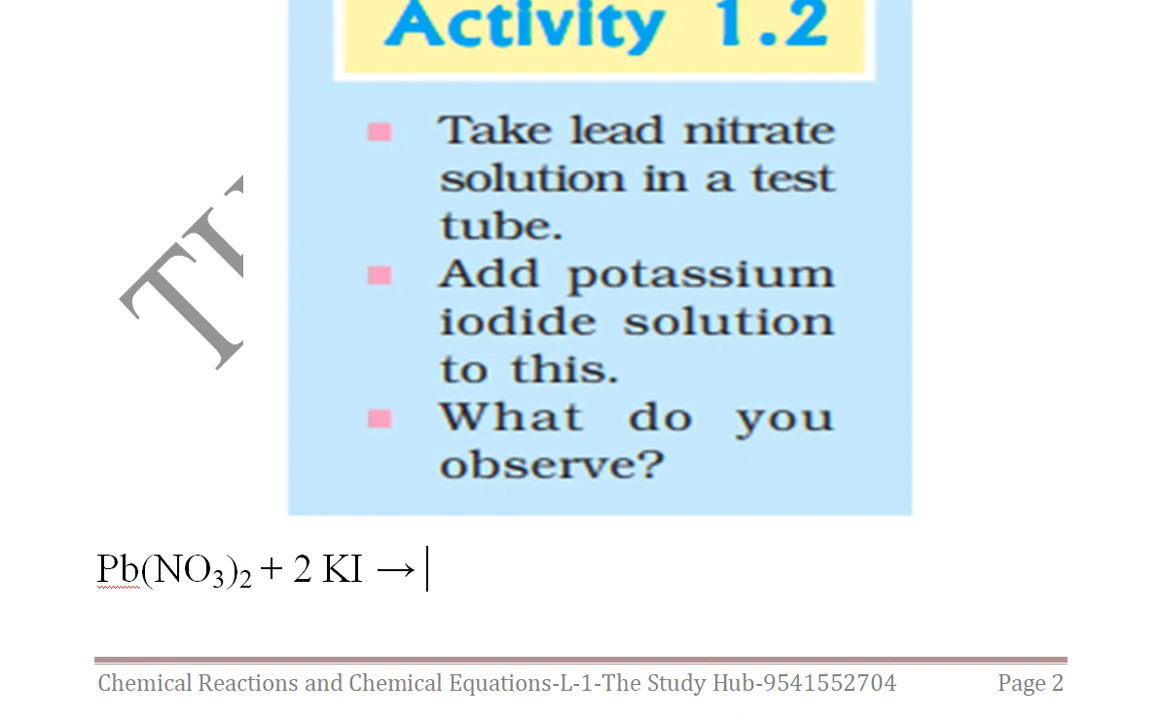 Activity 1.2
Take lead nitrate
solution in a test
tube.
Add potassium
iodide solution
to this.
What do you
observe?
Pb(NO₃)₂ + 2 KI →
Chemical Reactions and Chemical Equations-L-1-The Study Hub-9541552704 Page 2